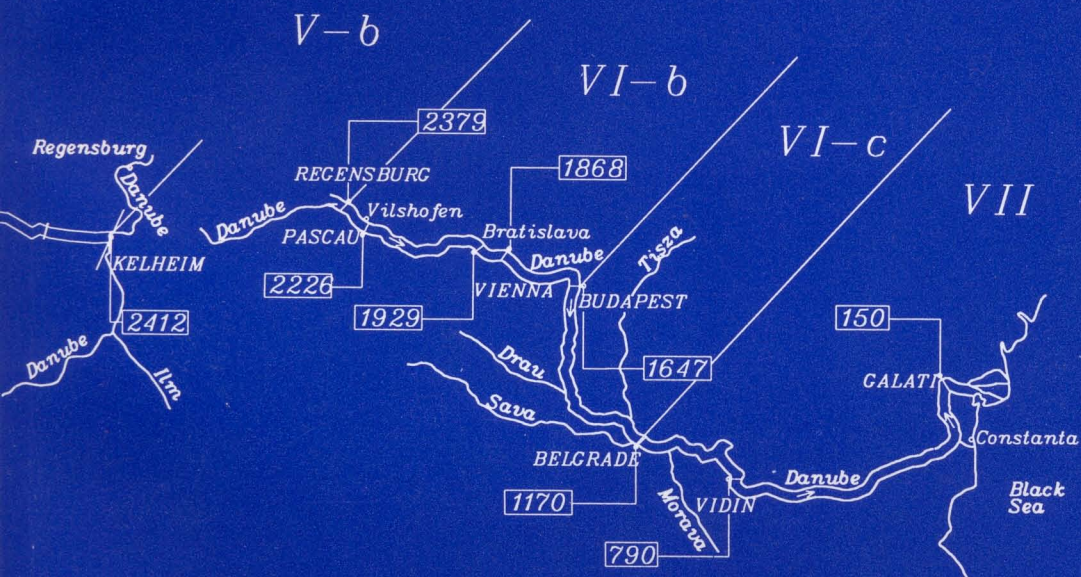 V-b
VI-b
VI-c
VII
2379
Regensburg
Danube
REGENSBURG
1868
Danube
Vilshofen
PASCAU
Bratislava
Danube
Tisza
KELHEIM
2226
VIENNA
BUDAPEST
2412
1929
150
Danube
Ilm
Drau
1647
GALATI
Sava
Constanta
BELGRADE
Danube
Black
Sea
1170
Morava
VIDIN
790